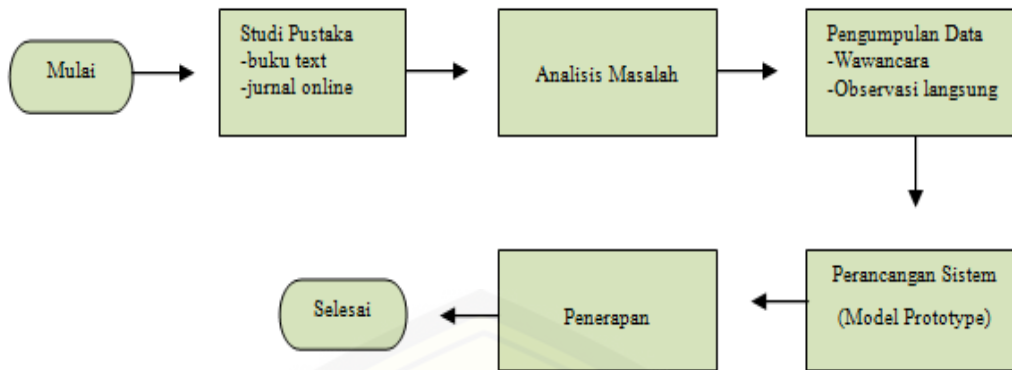 Mulai
Studi Pustaka
-buku text
-jurnal online
Analisis Masalah
Pengumpulan Data
-Wawancara
-Observasi langsung
Perancangan Sistem
(Model Prototype)
Penerapan
Selesai